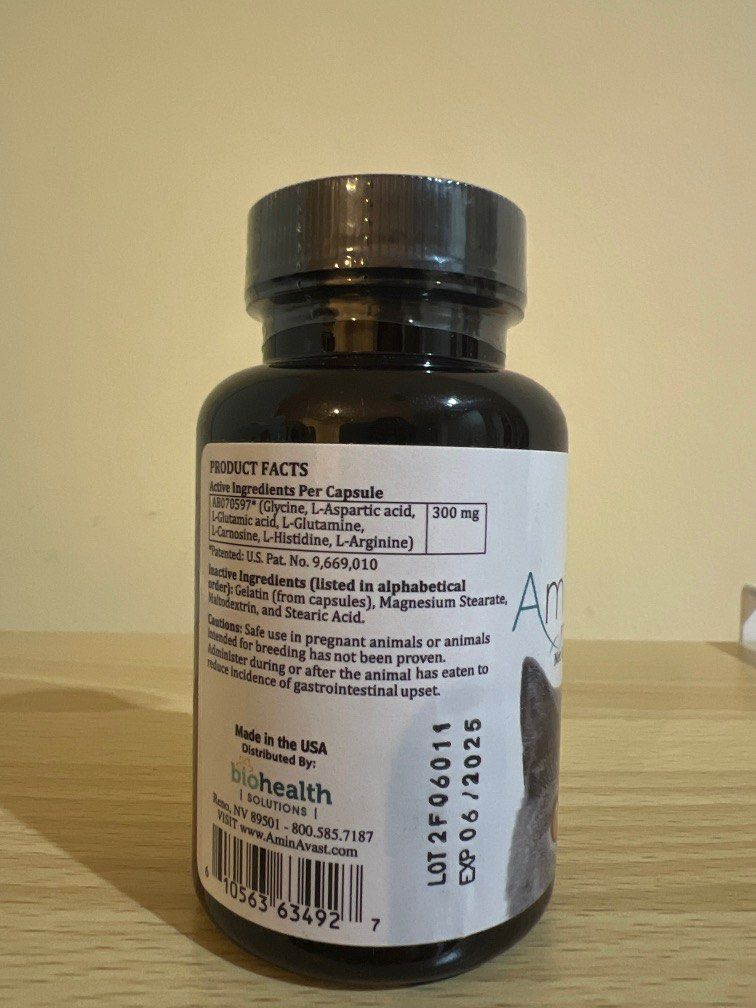 PRODUCT FACTS
Active Ingredients Per Capsule
AB070597* (Glycine, L-Aspartic acid,
L-Glutamic acid, L-Glutamine,
L-Carnosine, L-Histidine, L-Arginine)
300 mg
*Patented: U.S. Pat. No. 9,669,010
Inactive Ingredients (listed in alphabetical
order): Gelatin (from capsules), Magnesium Stearate,
Maltodextrin, and Stearic Acid.
Cautions: Safe use in pregnant animals or animals
intended for breeding has not been proven.
Administer during or after the animal has eaten to
reduce incidence of gastrointestinal upset.
Made in the USA
Distributed By:
biohealth
| SOLUTIONS |
Reno, NV 89501 - 800.585.7187
VISIT www.AminAvast.com
6 10563 63492 7
LOT 2F06011
EXP 06/2025
Am